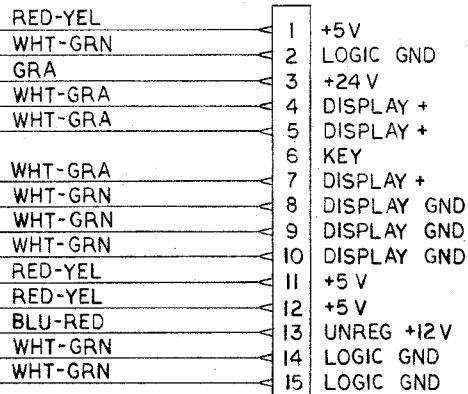 RED-YEL 1 +5V
WHT-GRN 2 LOGIC GND
GRA 3 +24V
WHT-GRA 4 DISPLAY +
WHT-GRA 5 DISPLAY +
6 KEY
WHT-GRA 7 DISPLAY +
WHT-GRN 8 DISPLAY GND
WHT-GRN 9 DISPLAY GND
WHT-GRN 10 DISPLAY GND
RED-YEL 11 +5 V
RED-YEL 12 +5 V
BLU-RED 13 UNREG +12V
WHT-GRN 14 LOGIC GND
WHT-GRN 15 LOGIC GND